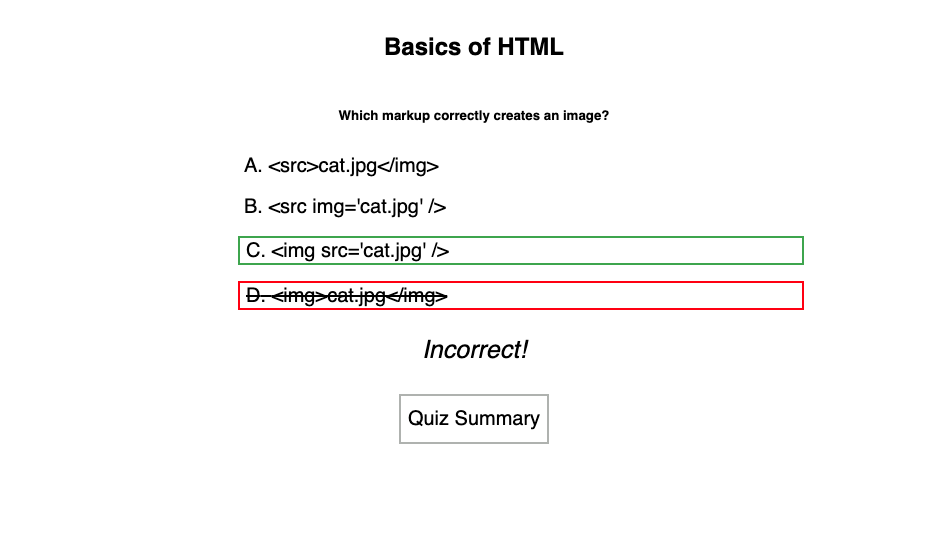 Basics of HTML
Which markup correctly creates an image?
A. <src>cat.jpg</img>
B. <src img='cat.jpg' />
C. <img src='cat.jpg' />
D. <img>cat.jpg</img>
Incorrect!
Quiz Summary